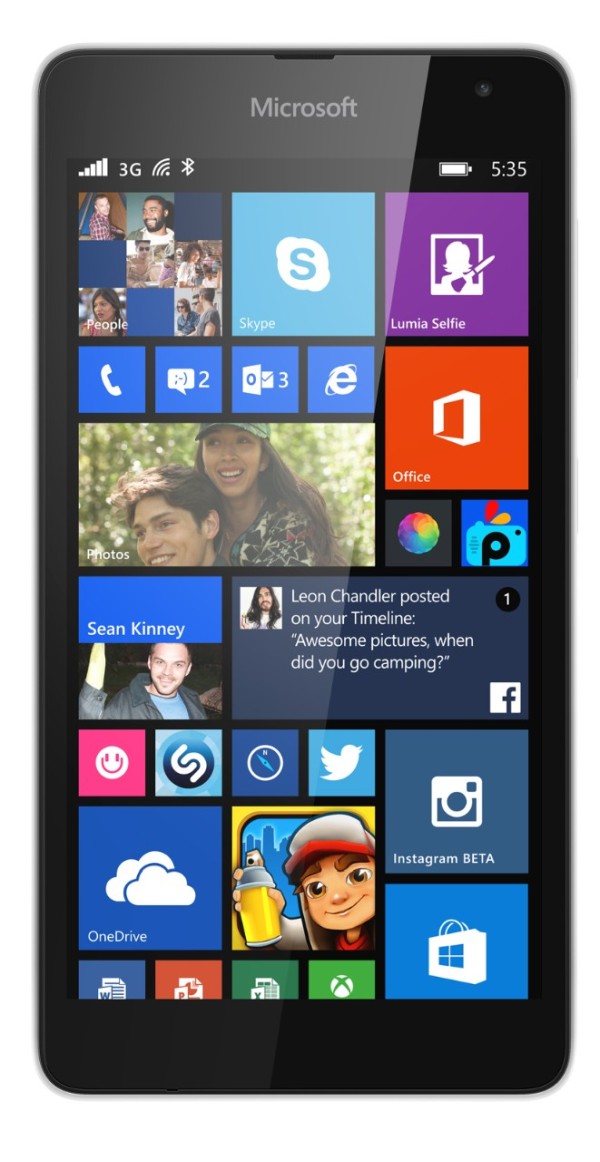 Microsoft
3G 5:35
People
Skype
Lumia Selfie
2
3
Office
Photos
Sean Kinney
Leon Chandler posted
on your Timeline:
"Awesome pictures, when
did you go camping?"
1
Instagram BETA
OneDrive